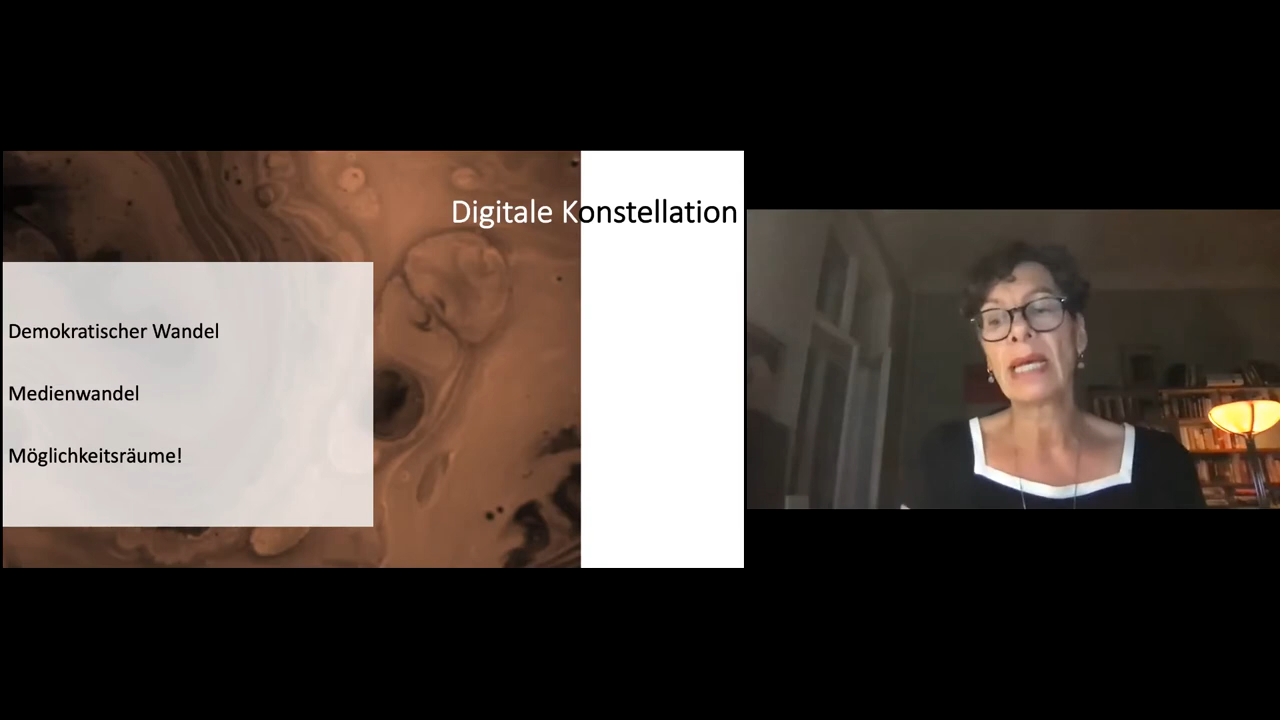 Digitale Konstellation
Demokratischer Wandel
Medienwandel
Möglichkeitsräume!